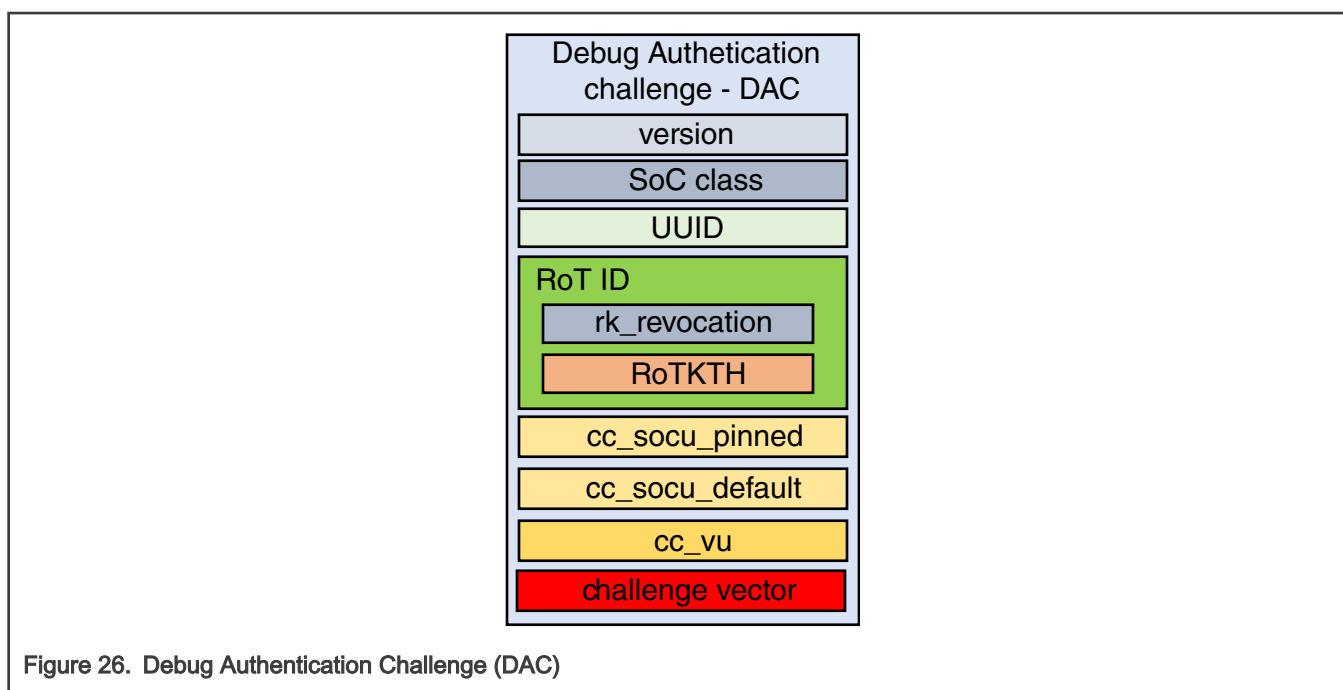 Debug Authetication
challenge - DAC
version
SoC class
UUID
RoT ID
rk_revocation
RoTKTH
cc_socu_pinned
cc_socu_default
cc_vu
challenge vector
Figure 26. Debug Authentication Challenge (DAC)